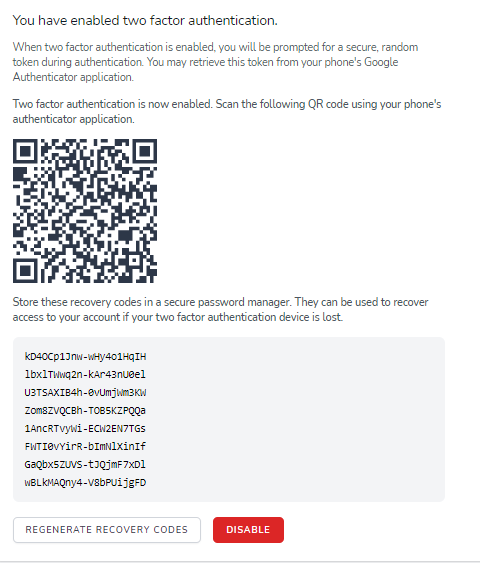 You have enabled two factor authentication.
When two factor authentication is enabled, you will be prompted for a secure, random
token during authentication. You may retrieve this token from your phone's Google
Authenticator application.
Two factor authentication is now enabled. Scan the following QR code using your phone's
authenticator application.
Store these recovery codes in a secure password manager. They can be used to recover
access to your account if your two factor authentication device is lost.
kD4OCp1Jnw-wHy4o1HqIH
lbxlTWwq2n-kAr43nU0el
U3TSAXIB4h-0vUmjWm3KW
Zom8ZVQCBh-TOB5KZPQQa
1AncRTvyWi-ECW2EN7TGs
FWTI0vYirR-bImNlXinIf
GaQbx5ZUVS-tJQjmF7xDl
wBLkMAQny4-V8bPUijgFD
REGENERATE RECOVERY CODES
DISABLE